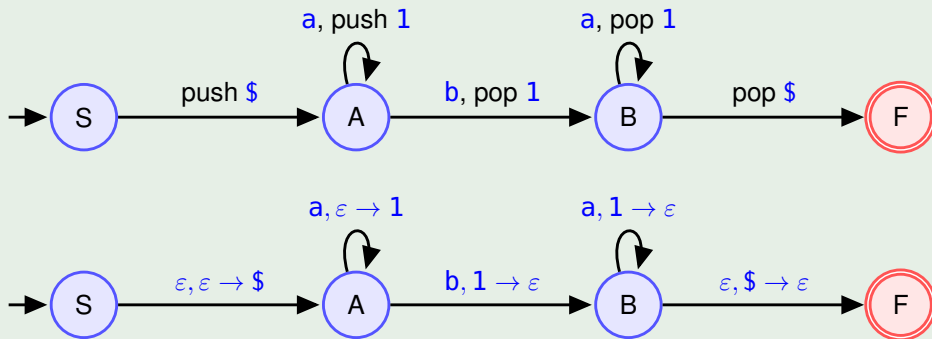 a, push 1 a, pop 1
push $ b, pop 1 pop $
S A B F
a, ε → 1 a, 1 → ε
ε, ε → $ b, 1 → ε ε, $ → ε
S A B F